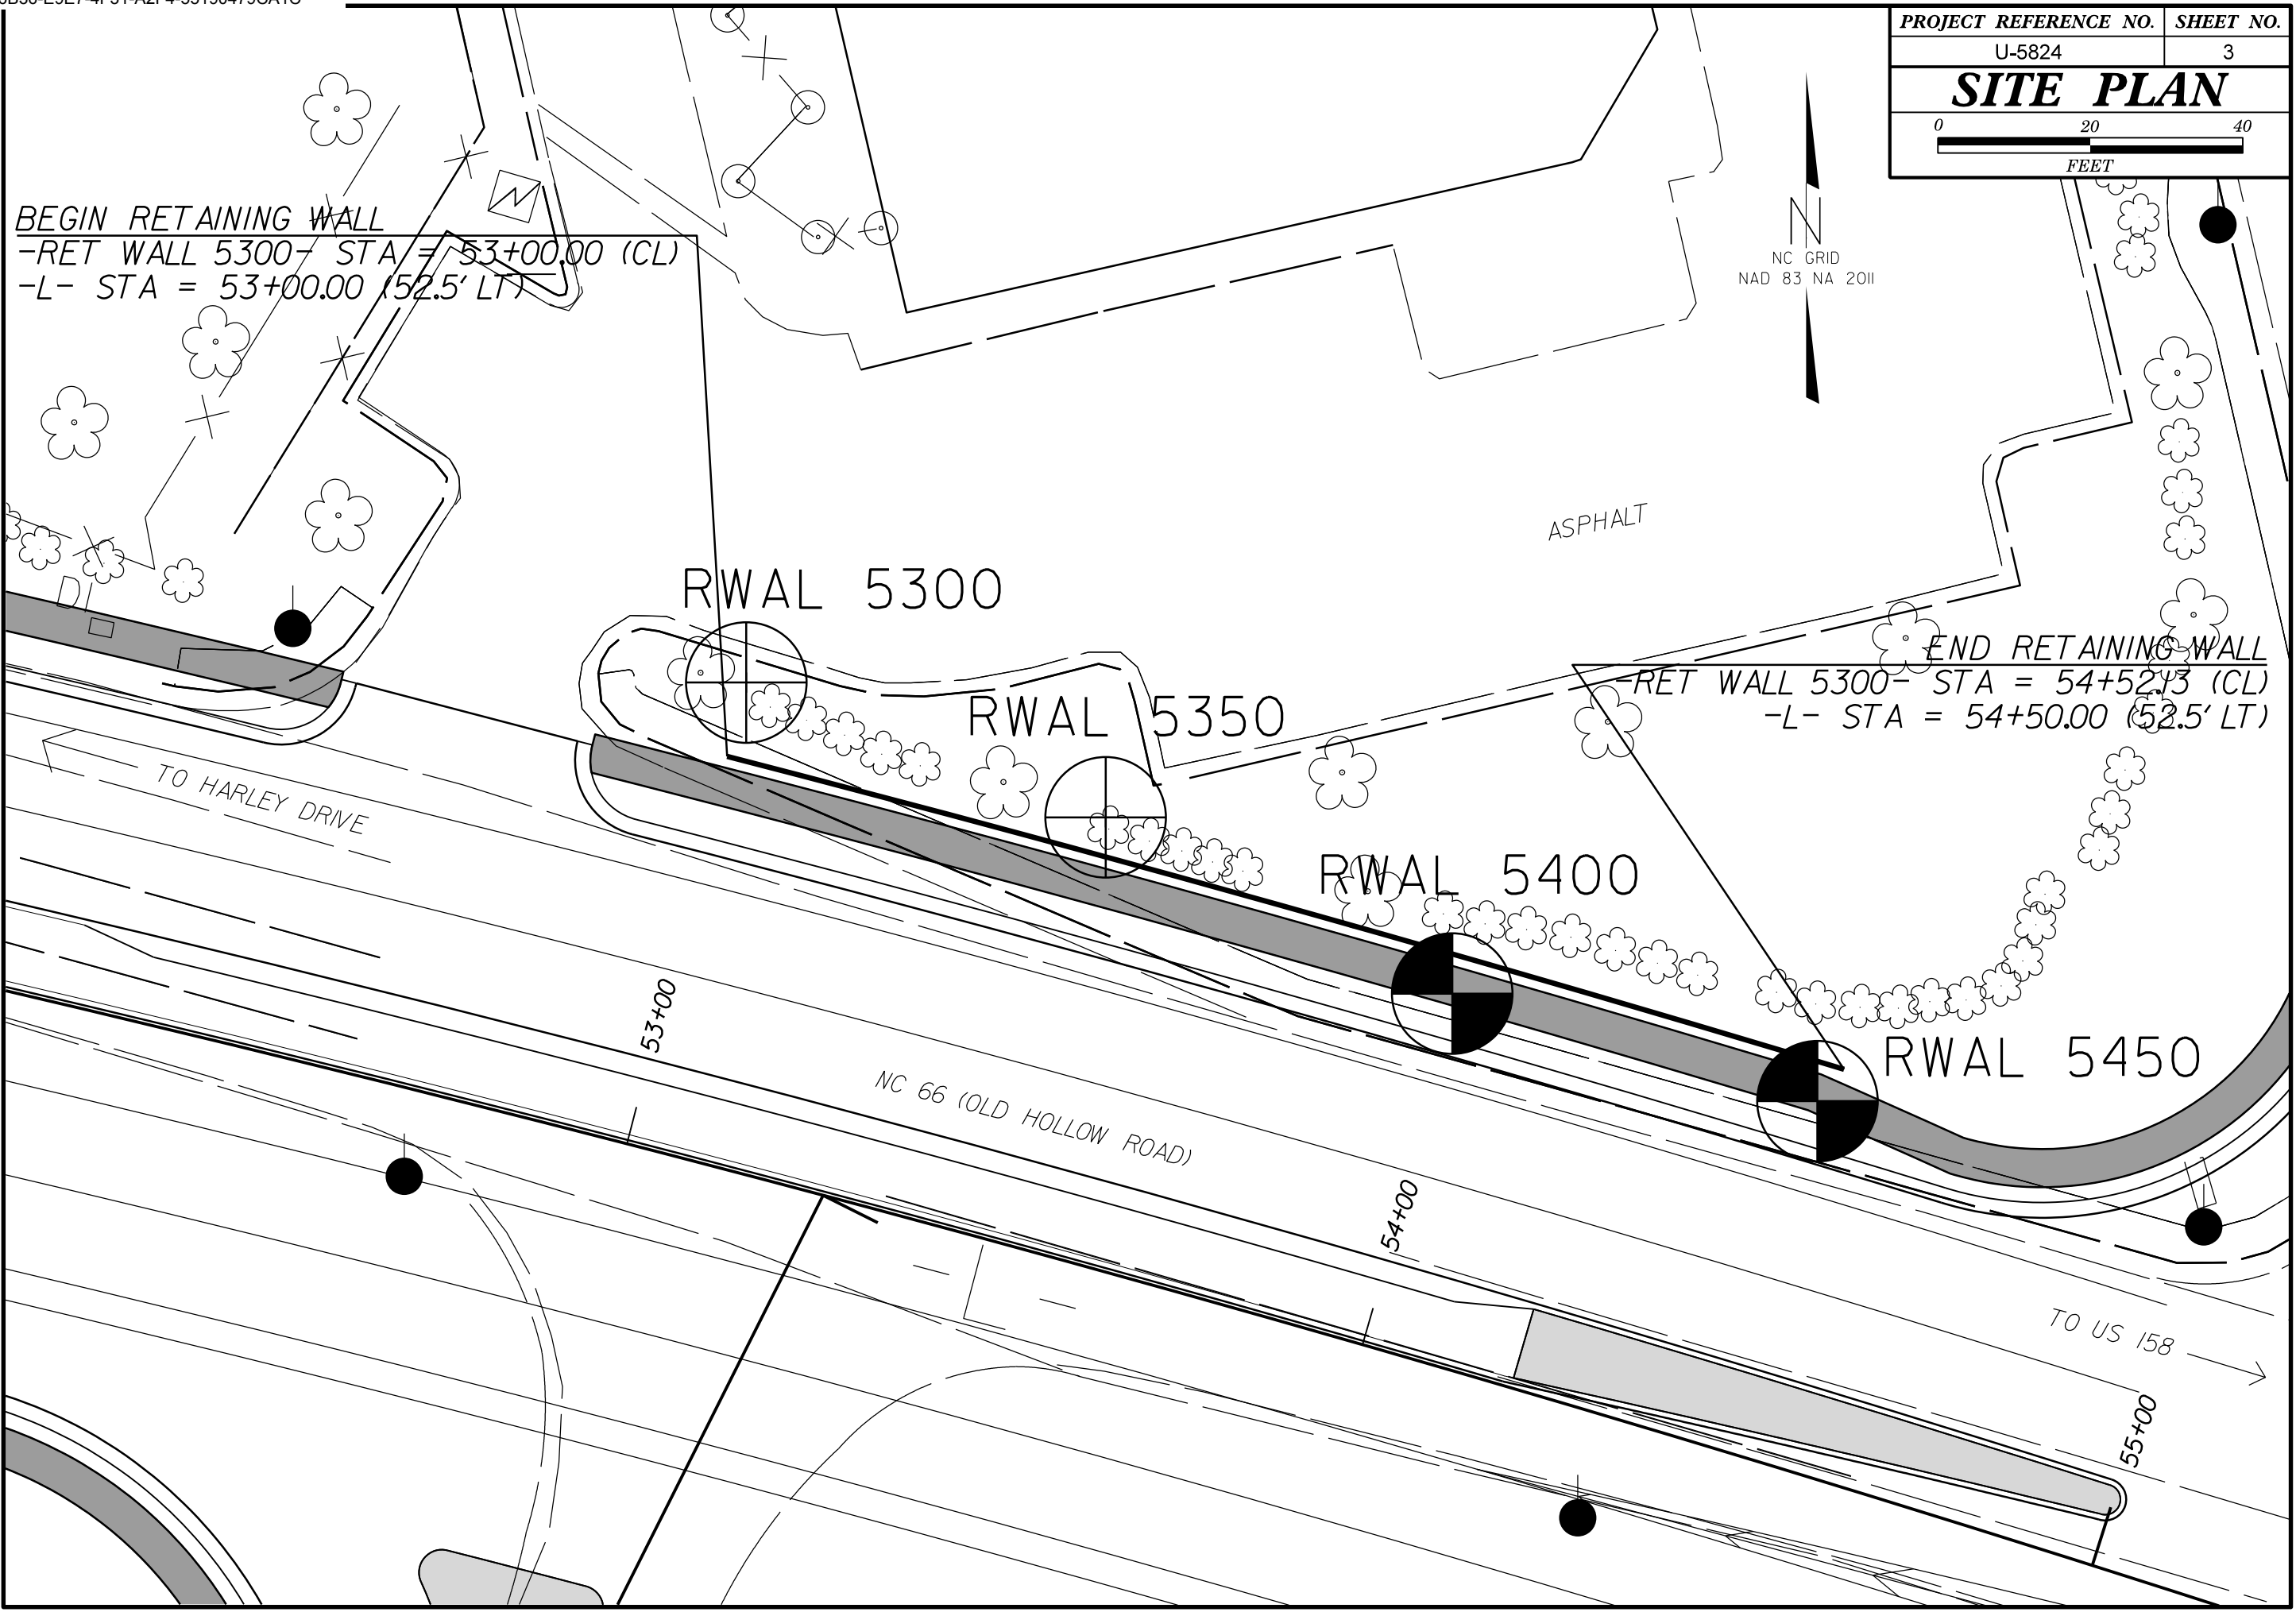 PROJECT REFERENCE NO. SHEET NO.
U-5824 3
SITE PLAN
0 20 40
FEET
BEGIN RETAINING WALL
-RET WALL 5300- STA = 53+00.00 (CL)
-L- STA = 53+00.00 (52.5' LT)
N
NC GRID
NAD 83 NA 2011
ASPHALT
RWAL 5300
DI
END RETAINING WALL
-RET WALL 5300- STA = 54+52.13 (CL)
-L- STA = 54+50.00 (52.5' LT)
RWAL 5350
TO HARLEY DRIVE
RWAL 5400
53+00
RWAL 5450
NC 66 (OLD HOLLOW ROAD)
54+00
TO US 158
55+00